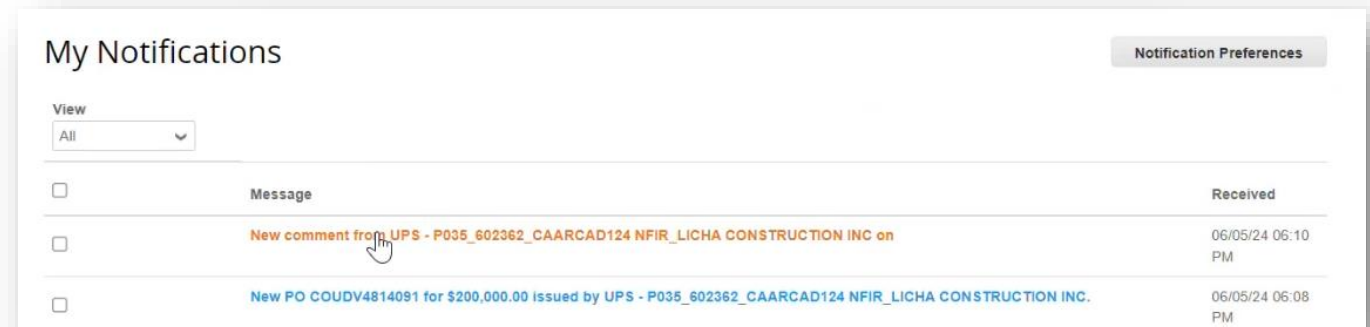 My Notifications
Notification Preferences
View
All
Message
Received
New comment from UPS - P035_602362_CAARCAD124 NFIR_LICHA CONSTRUCTION INC on
06/05/24 06:10
PM
New PO COUDV4814091 for $200,000.00 issued by UPS - P035_602362_CAARCAD124 NFIR_LICHA CONSTRUCTION INC.
06/05/24 06:08
PM